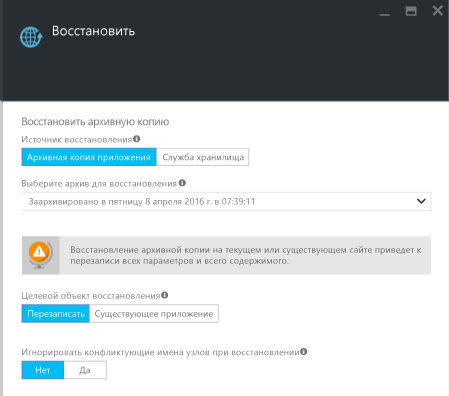 Восстановить
Восстановить архивную копию
Источник восстановления
Архивная копия приложения Служба хранилища
Выберите архив для восстановления
Заархивировано в пятницу 8 апреля 2016 г. в 07:39:11
Восстановление архивной копии на текущем или существующем сайте приведет к
перезаписи всех параметров и всего содержимого.
Целевой объект восстановления
Перезаписать Существующее приложение
Игнорировать конфликтующие имена узлов при восстановлении
Нет Да